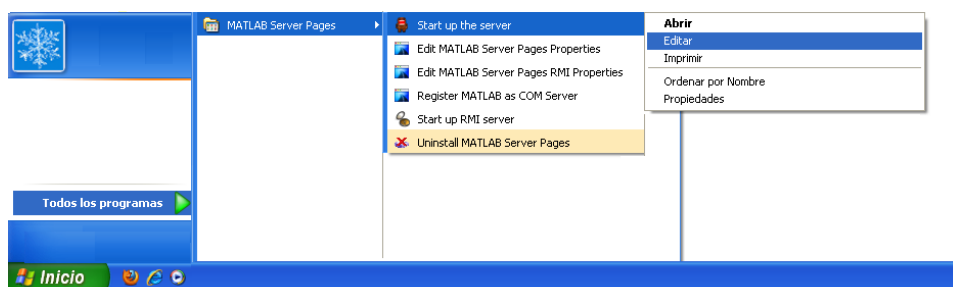 MATLAB Server Pages
Start up the server
Edit MATLAB Server Pages Properties
Edit MATLAB Server Pages RMI Properties
Register MATLAB as COM Server
Start up RMI server
Uninstall MATLAB Server Pages
Abrir
Editar
Imprimir
Ordenar por Nombre
Propiedades
Todos los programas
Inicio